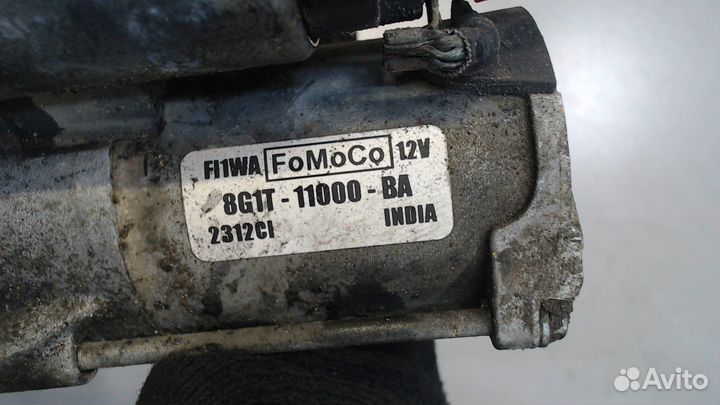 FI1WA FoMoCo 12V
8G1T - 11000 - BA
2312CI INDIA
Avito